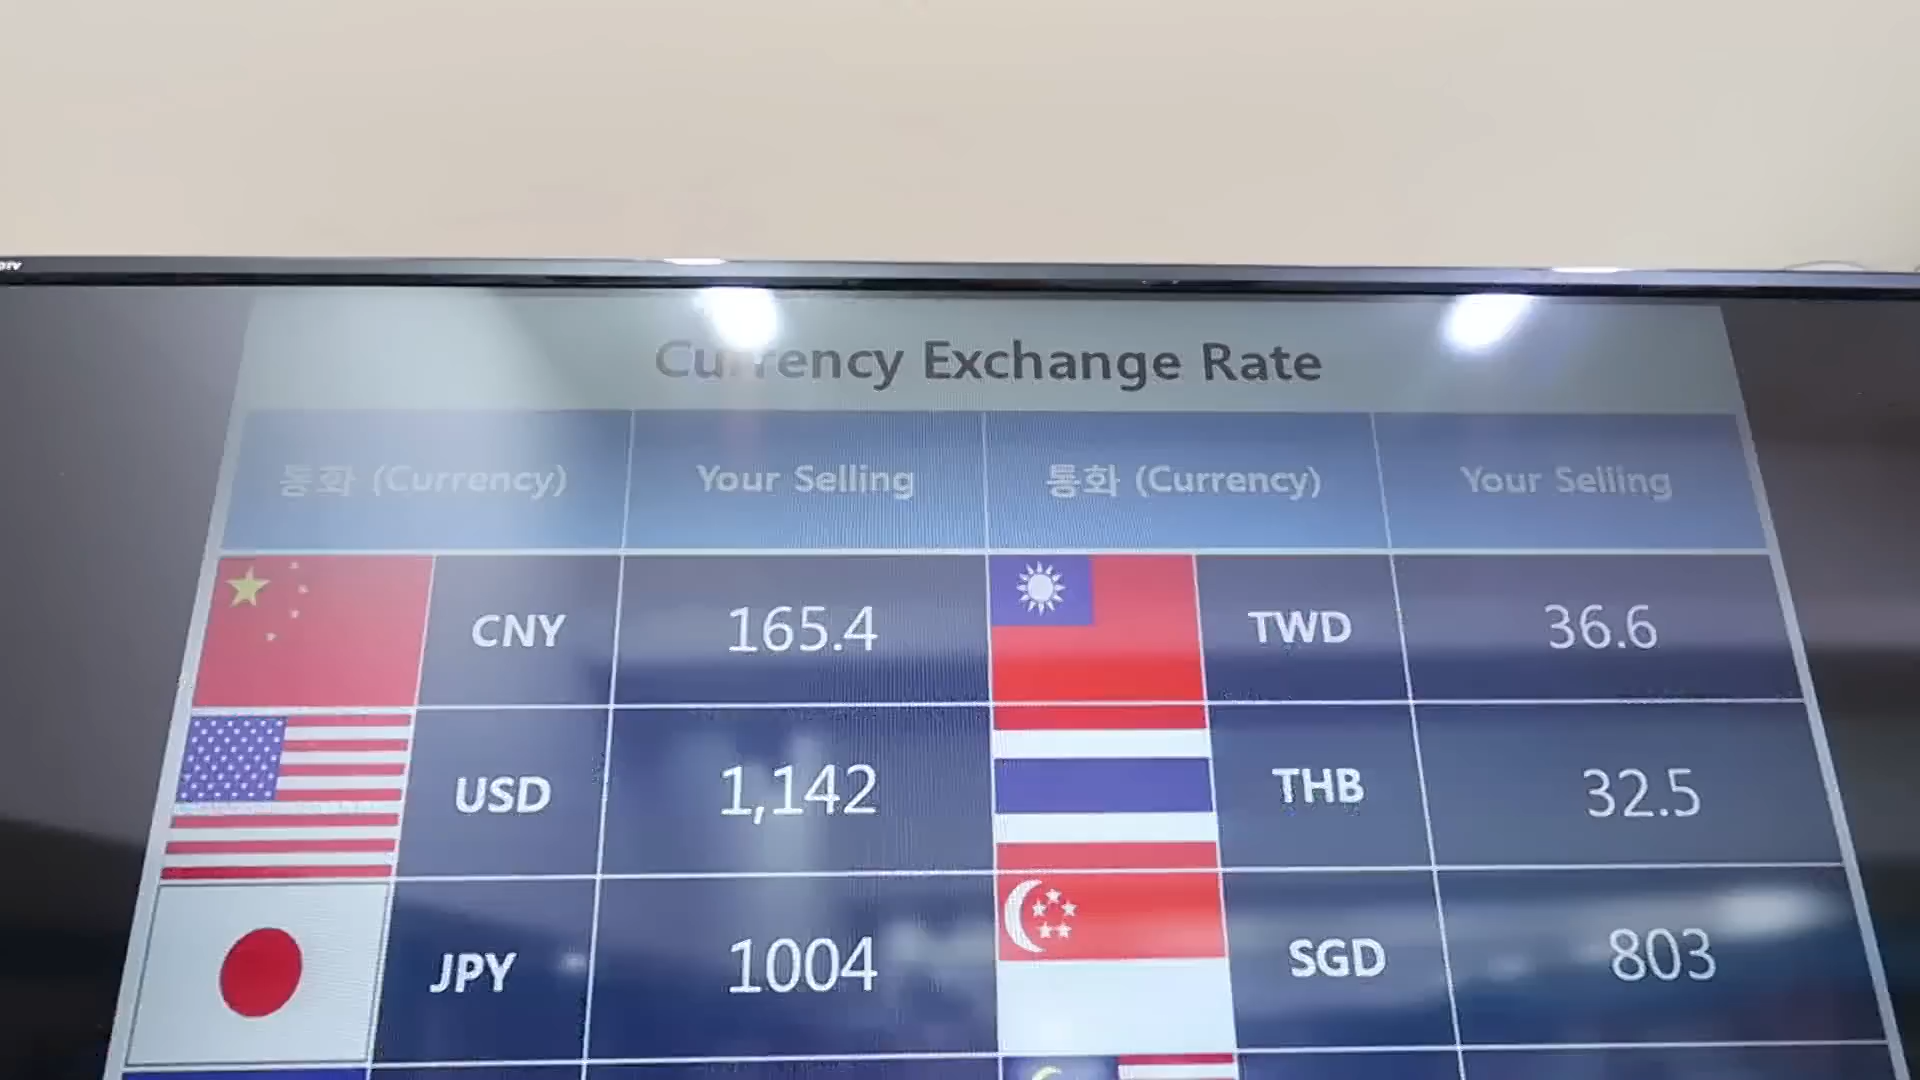 Currency Exchange Rate
통화 (Currency) Your Selling 통화 (Currency) Your Selling
CNY 165.4 TWD 36.6
USD 1,142 THB 32.5
JPY 1004 SGD 803